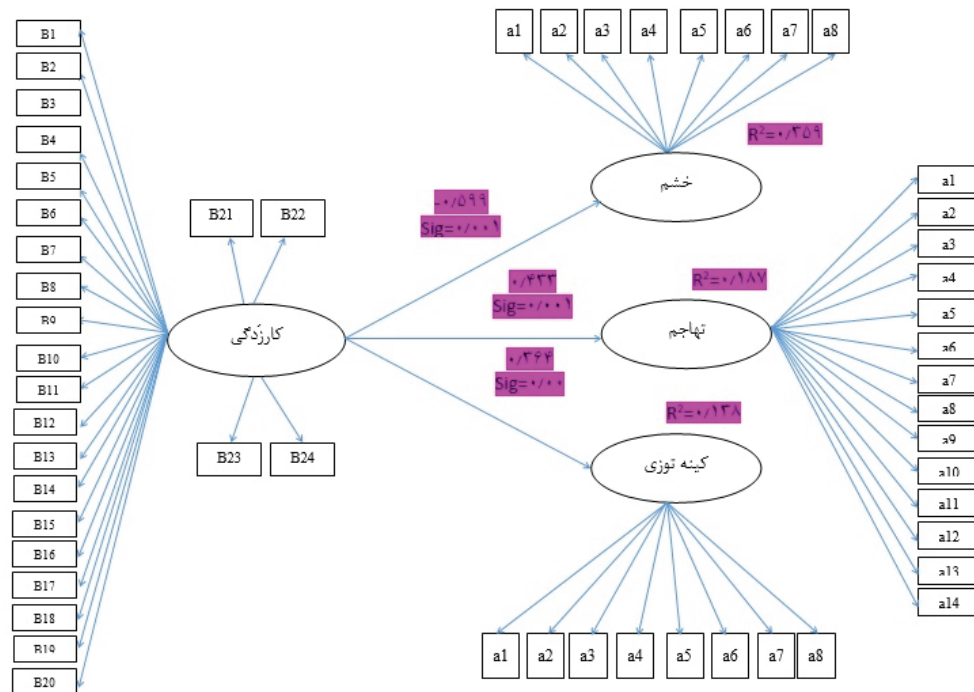 B1
B2
B3
B4
B5
B6
B7
B8
B9
B10
B11
B12
B13
B14
B15
B16
B17
B18
B19
B20
B21
B22
کارزدگی
B23
B24
-۰/۵۹۹
Sig=۰/۰۰۱
۰/۴۳۳
Sig=۰/۰۰۱
۰/۳۶۴
Sig=۰/۰۰
a1
a2
a3
a4
a5
a6
a7
a8
R²=۰/۳۵۹
خشم
R²=۰/۱۸۷
تهاجم
R²=۰/۱۳۸
کینه توزی
a1
a2
a3
a4
a5
a6
a7
a8
a1
a2
a3
a4
a5
a6
a7
a8
a9
a10
a11
a12
a13
a14